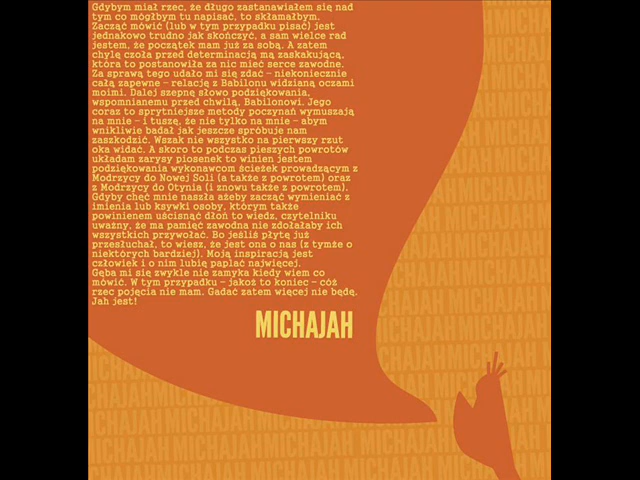 Gdybym miał rzec, że długo zastanawiałem się nad
tym co mógłbym tu napisać, to skłamałbym.
Zacząć mówić (lub w tym przypadku pisać) jest
jednakowo trudno jak skończyć, a sam wielce rad
jestem, że początek mam już za sobą. A zatem
chylę czoła przed determinacją mą zaskakującą,
która to postanowiła za nic mieć serce zawodne.
Za sprawą tego udało mi się zdać – niekoniecznie
całą zapewne – relację z Babilonu widzianą oczami
moimi. Dalej szepnę słowo podziękowania,
wspomnianemu przed chwilą, Babilonowi. Jego
coraz to sprytniejsze metody poczynań wymuszają
na mnie – i tuszę, że nie tylko na mnie – abym
wnikliwie badał jak jeszcze spróbuje nam
zaszkodzić. Wszak nie wszystko na pierwszy rzut
oka widać. A skoro to podczas pieszych powrotów
układam zarysy piosenek to winien jestem
podziękowania wykonawcom ścieżek prowadzącym z
Modrzycy do Nowej Soli (a także z powrotem) oraz
z Modrzycy do Otynia (i znowu także z powrotem).
Gdyby chęć mnie naszła ażeby zacząć wymieniać z
imienia lub ksywki osoby, którym także
powinienem uścisnąć dłoń to wiedz, czytelniku
uważny, że ma pamięć zawodna nie zdołałaby ich
wszystkich przywołać. Bo jeśliś płytę już
przesłuchał, to wiesz, że jest ona o nas (z tymże o
niektórych bardziej). Moją inspiracją jest
człowiek i o nim lubię paplać najwięcej.
Gęba mi się zwykle nie zamyka kiedy wiem co
mówić. W tym przypadku – jakoż to koniec – cóż
rzec pojęcia nie mam. Gadać zatem więcej nie będę.
Jah jest!
MICHAJAH